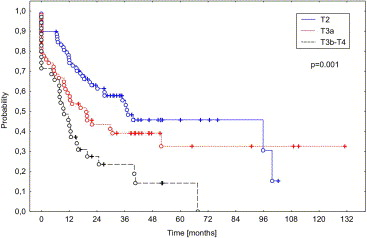 1,0
0,9
0,8
0,7
0,6
0,5
0,4
0,3
0,2
0,1
0,0
Probability
T2
T3a
T3b-T4
p=0.001
0 12 24 36 48 52 66 84 96 108 120 132
Time [months]